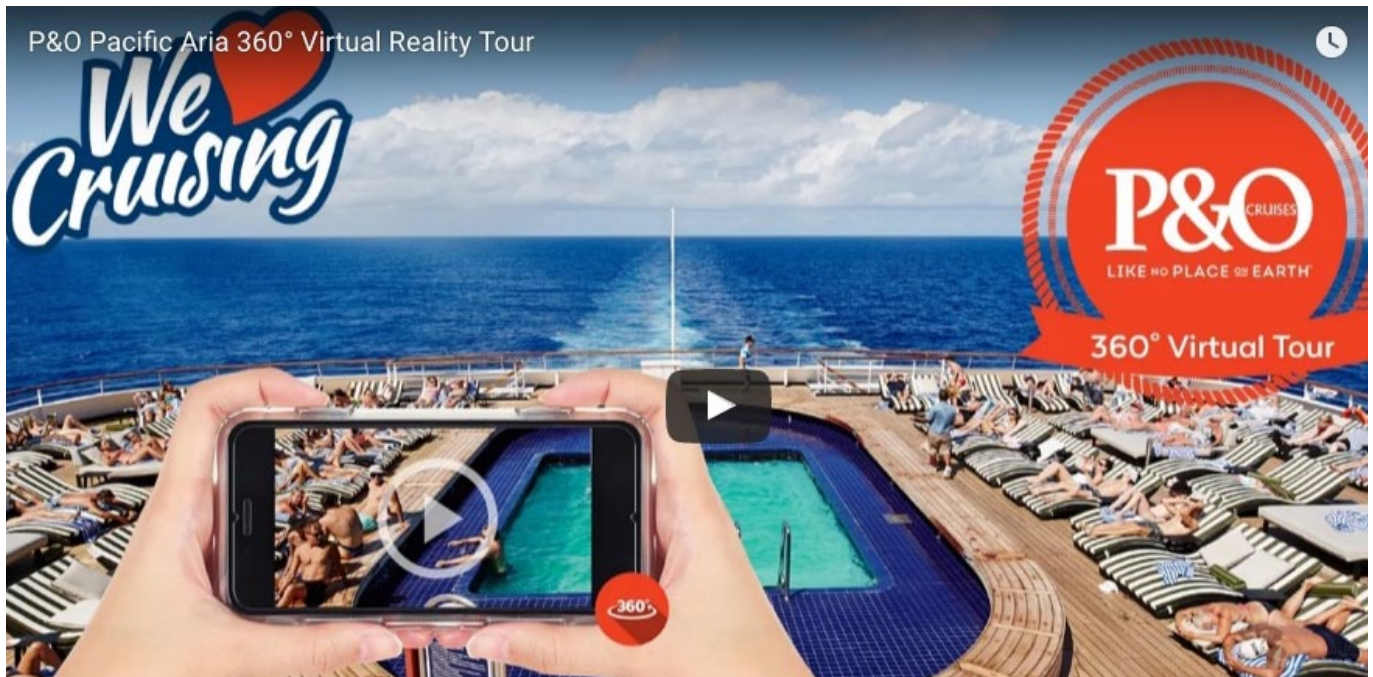 P&O Pacific Aria 360° Virtual Reality Tour
We
Cruising
P&O
CRUISES
LIKE NO PLACE ON EARTH
360° Virtual Tour
360°